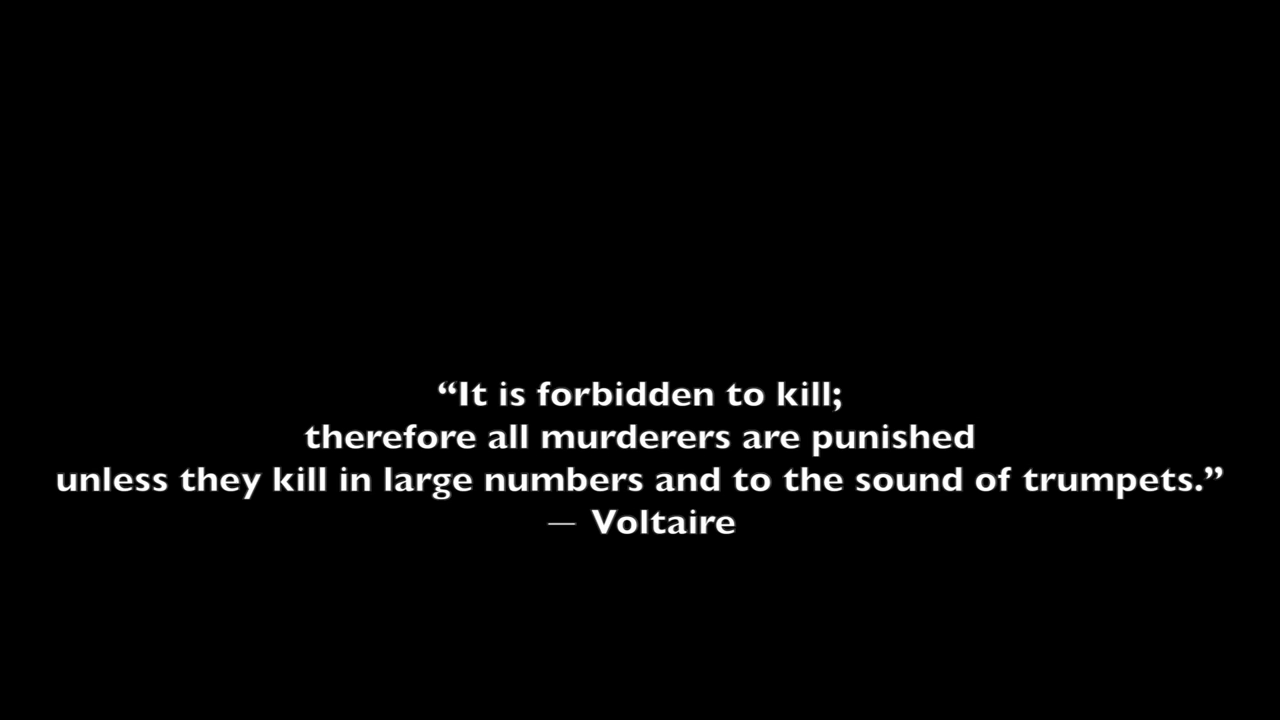 “It is forbidden to kill;
therefore all murderers are punished
unless they kill in large numbers and to the sound of trumpets.”
— Voltaire